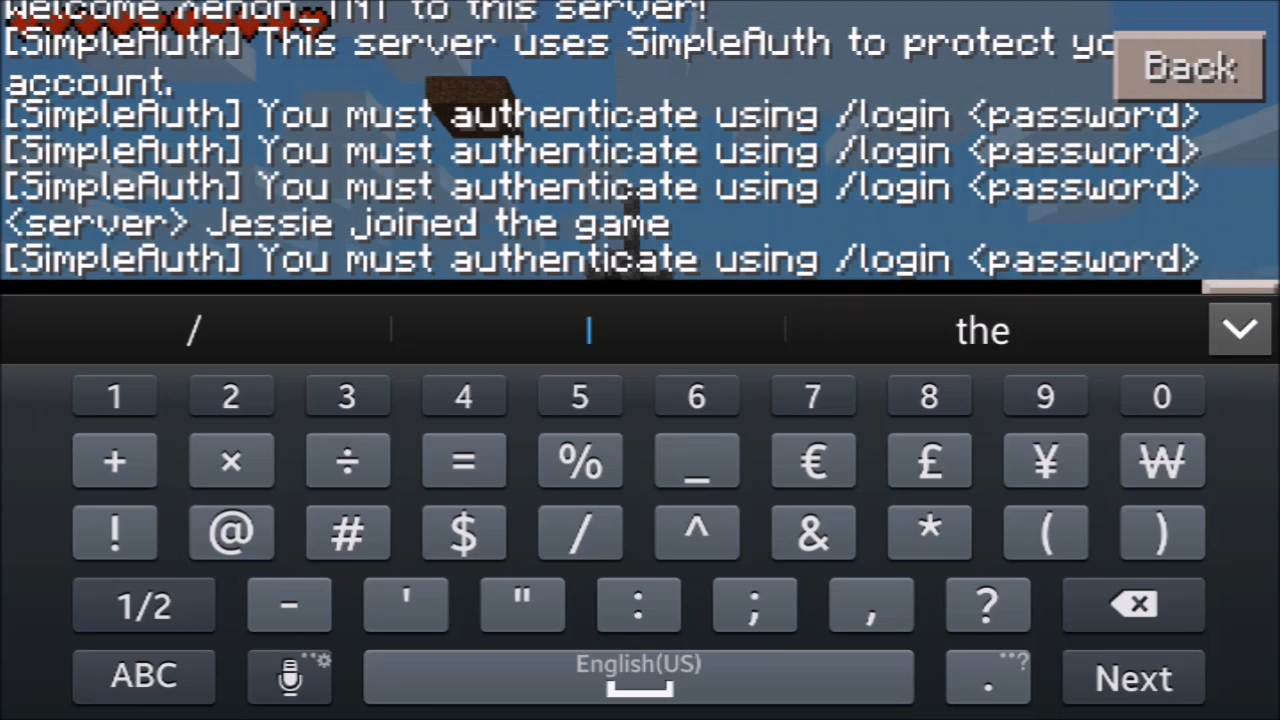 Welcome Xenon_TNT to this server!
[SimpleAuth] This server uses SimpleAuth to protect yo
account.
[SimpleAuth] You must authenticate using /login <password>
[SimpleAuth] You must authenticate using /login <password>
[SimpleAuth] You must authenticate using /login <password>
<server> Jessie joined the game
[SimpleAuth] You must authenticate using /login <password>
Back
/ the
1 2 3 4 5 6 7 8 9 0
+ × ÷ = % _ € £ ¥ ₩
! @ # $ / ^ & * ( )
1/2 - ' " : ; , ?
ABC English(US) . Next